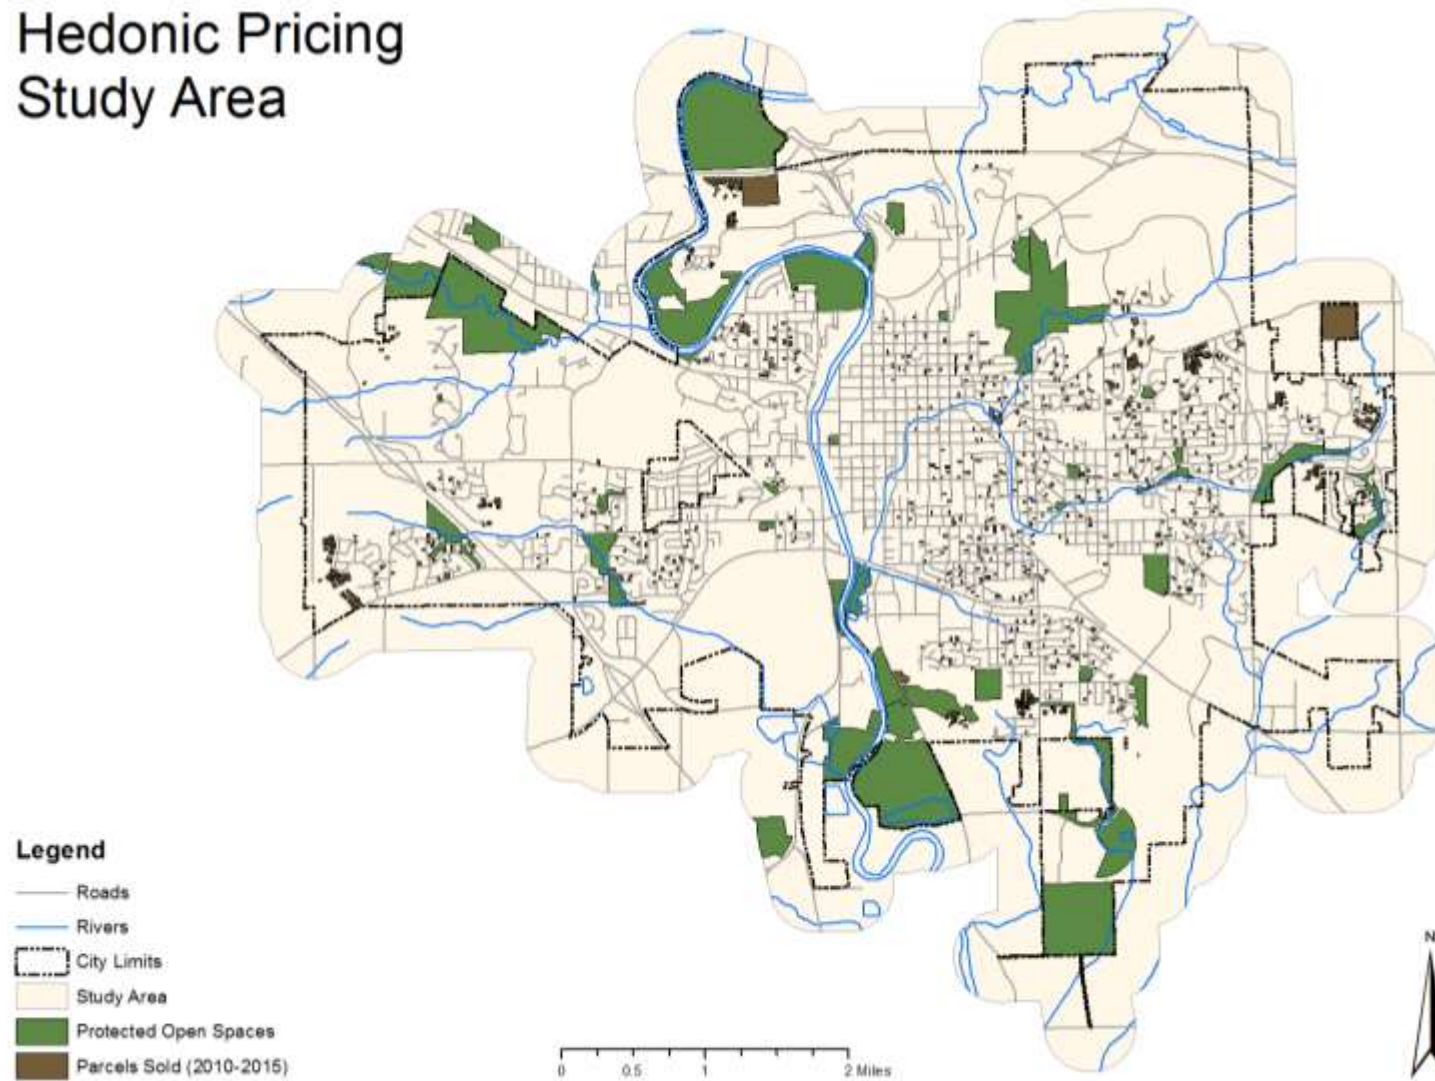 Hedonic Pricing
Study Area
Legend
Roads
Rivers
City Limits
Study Area
Protected Open Spaces
Parcels Sold (2010-2015)
0 0.5 1 2 Miles
N